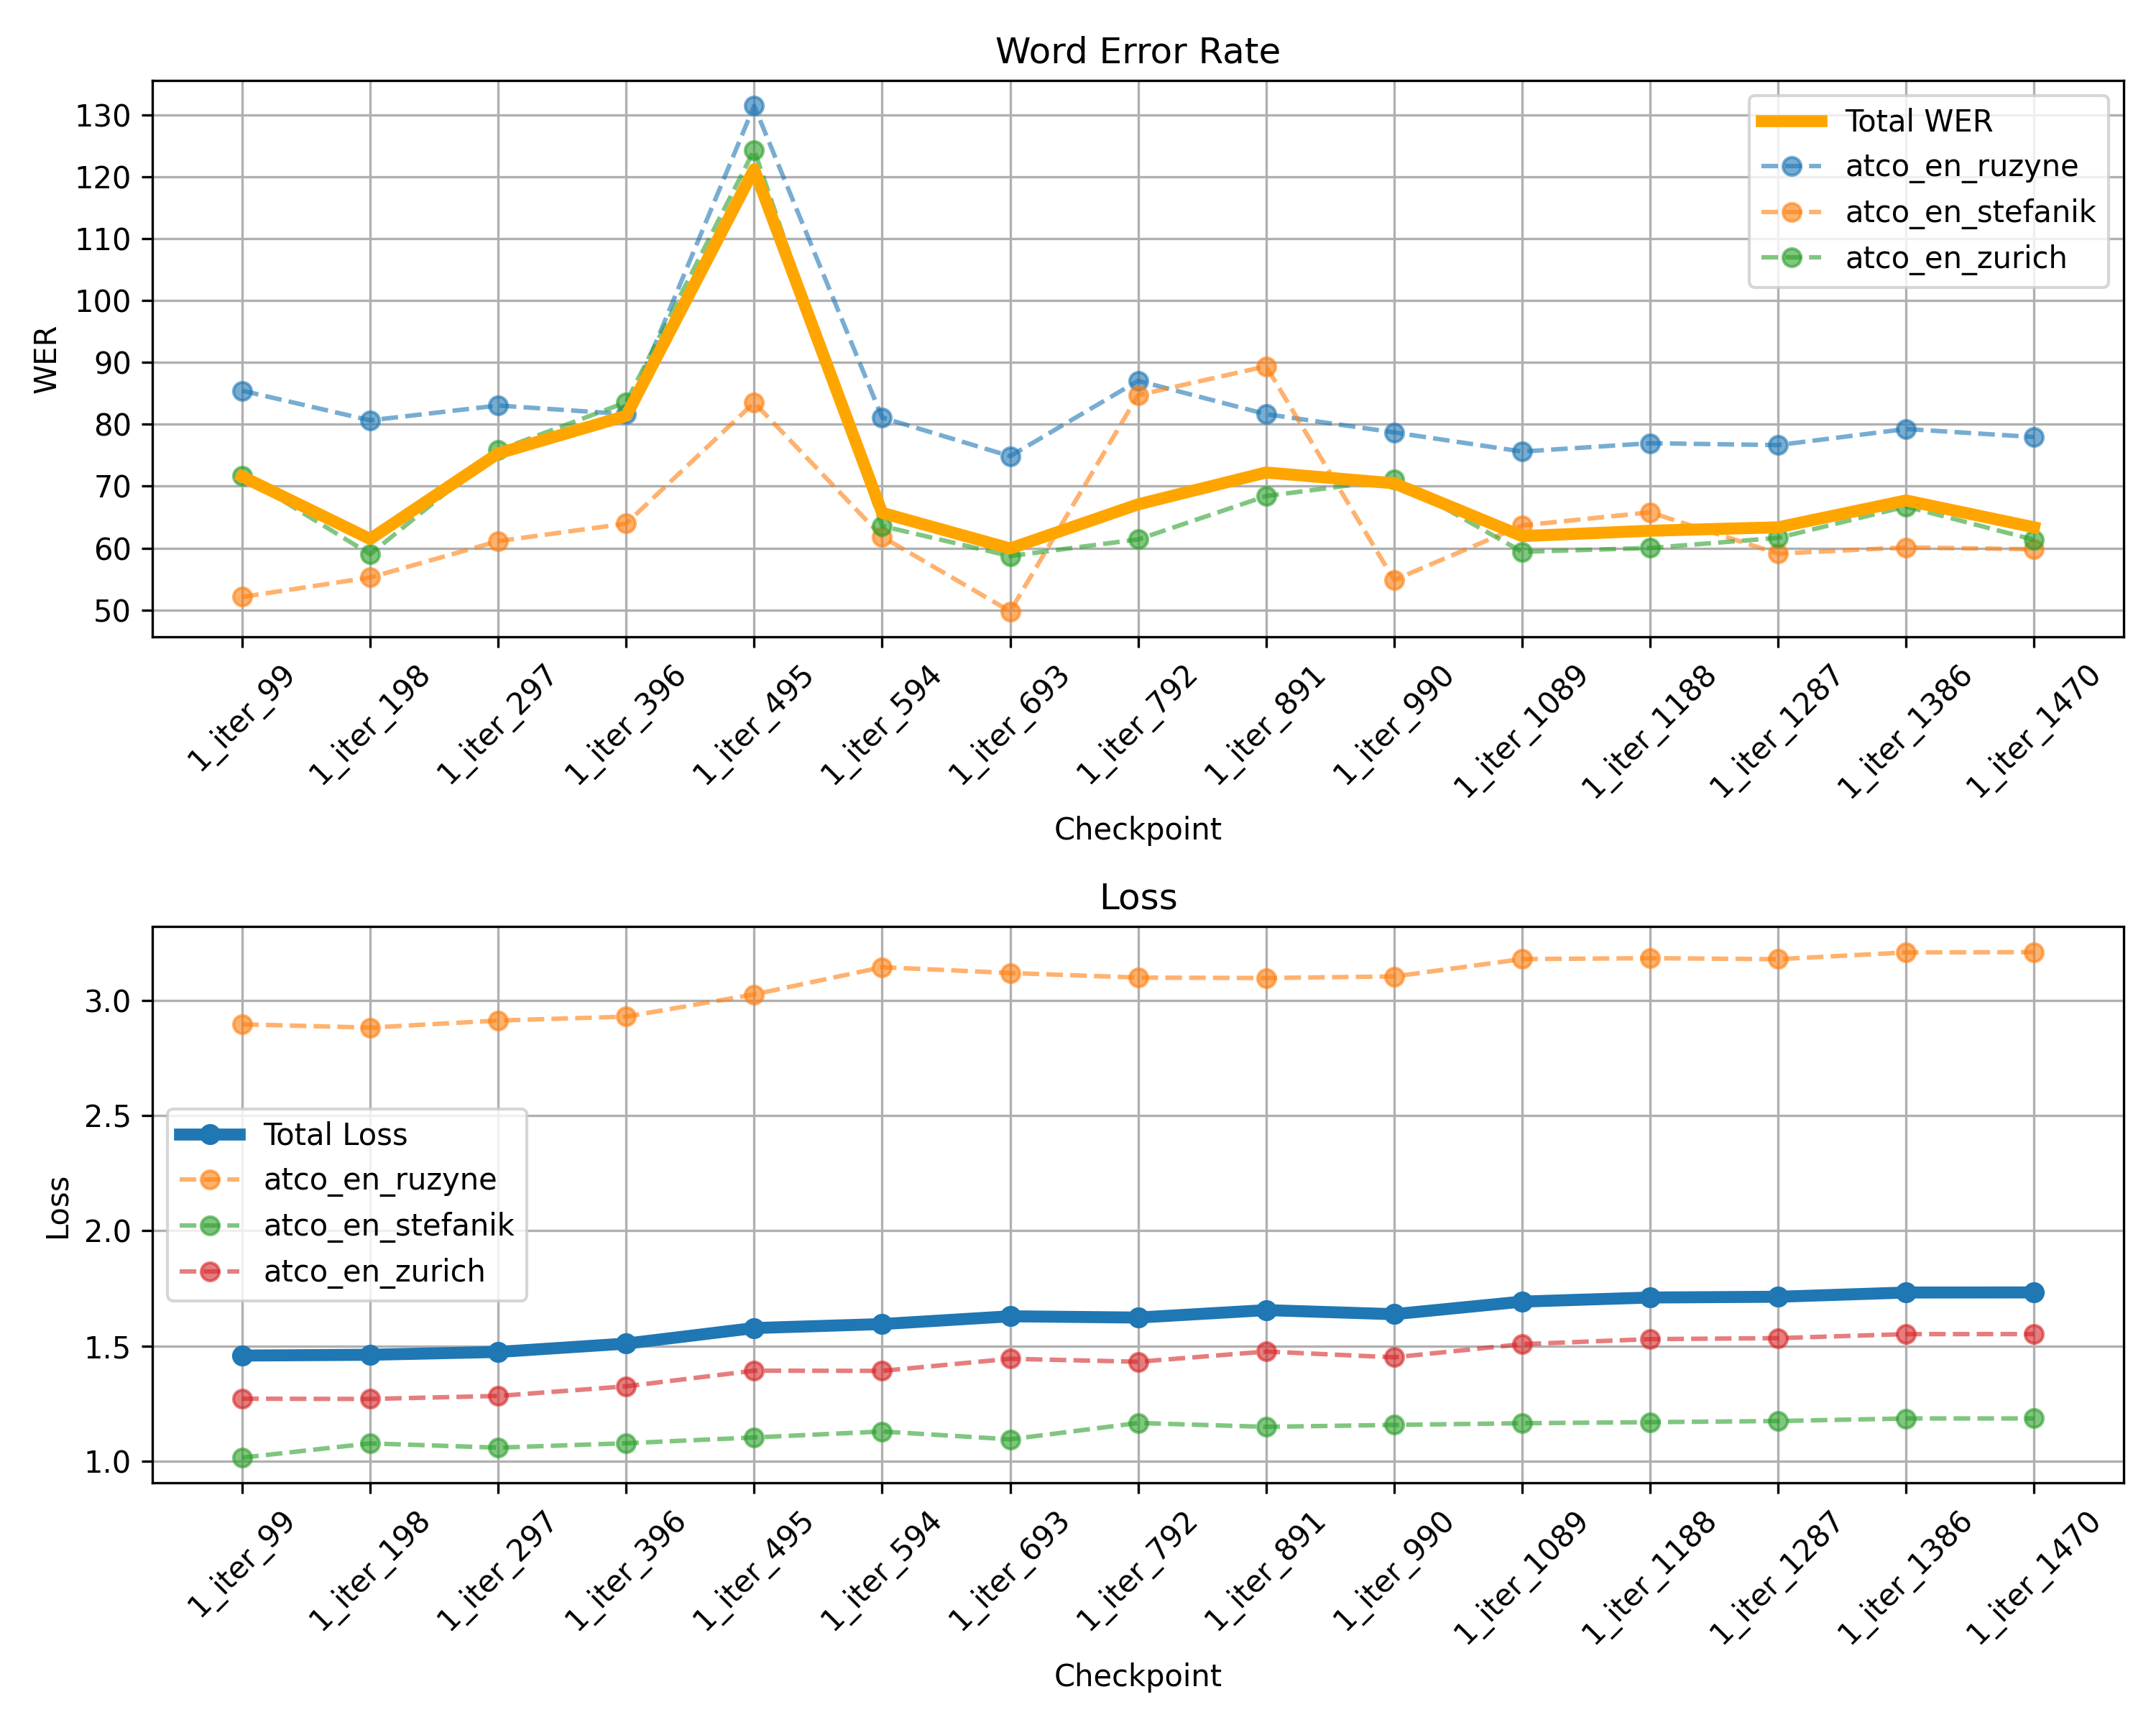 Word Error Rate
WER
130
120
110
100
90
80
70
60
50
Total WER
atco_en_ruzyne
atco_en_stefanik
atco_en_zurich
1_iter_99
1_iter_198
1_iter_297
1_iter_396
1_iter_495
1_iter_594
1_iter_693
1_iter_792
1_iter_891
1_iter_990
1_iter_1089
1_iter_1188
1_iter_1287
1_iter_1386
1_iter_1470
Checkpoint
Loss
Loss
3.0
2.5
2.0
1.5
1.0
Total Loss
atco_en_ruzyne
atco_en_stefanik
atco_en_zurich
1_iter_99
1_iter_198
1_iter_297
1_iter_396
1_iter_495
1_iter_594
1_iter_693
1_iter_792
1_iter_891
1_iter_990
1_iter_1089
1_iter_1188
1_iter_1287
1_iter_1386
1_iter_1470
Checkpoint